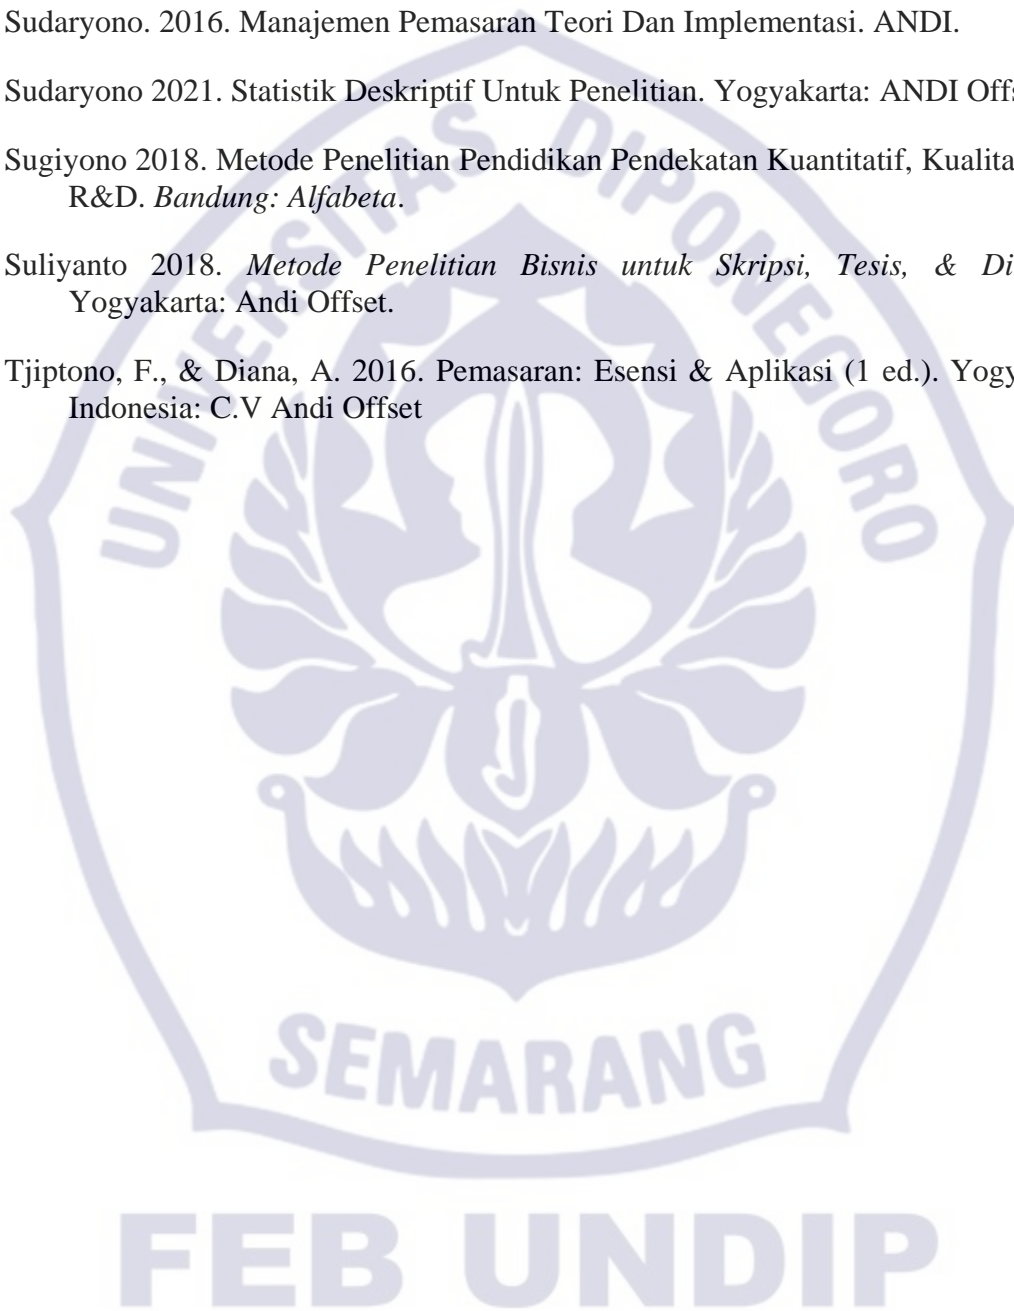 Sudaryono. 2016. Manajemen Pemasaran Teori Dan Implementasi. ANDI.
Sudaryono 2021. Statistik Deskriptif Untuk Penelitian. Yogyakarta: ANDI
Sugiyono 2018. Metode Penelitian Pendidikan Pendekatan Kuantitatif,
R&D. Bandung: Alfabeta.
Suliyanto 2018. Metode Penelitian Bisnis untuk Skripsi, Tesis, &
Yogyakarta: Andi Offset.
Tjiptono, F., & Diana, A. 2016. Pemasaran: Esensi & Aplikasi (1 ed.).
Indonesia: C.V Andi Offset
UNIVERSITAS DIPONEGORO
SEMARANG
FEB UNDIP